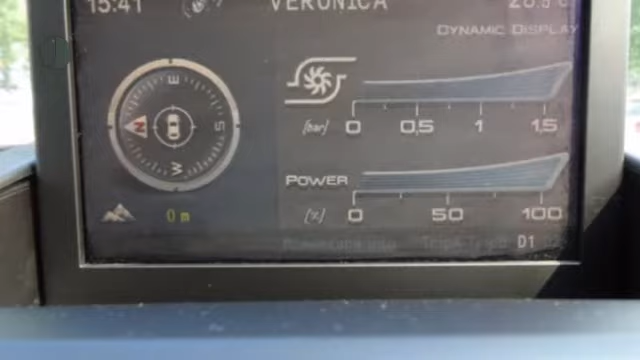 15:41 VERONICA
DYNAMIC DISPLAY
E
N S
W
[bar] 0 0,5 1 1,5
POWER
[%] 0 50 100
0 m
D1